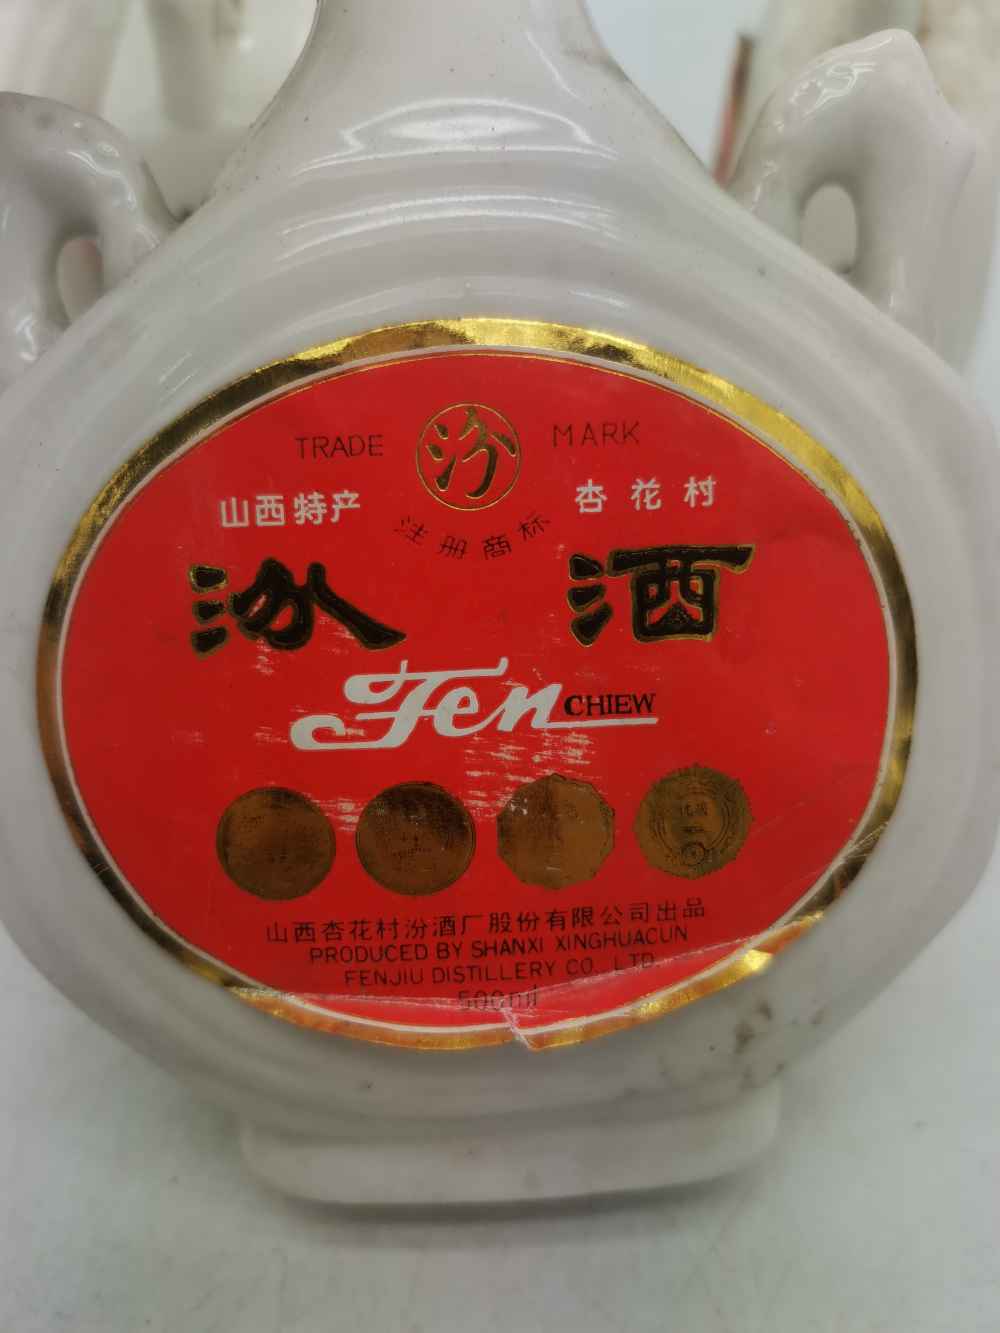 TRADE 汾 MARK
山西特产 杏花村
注册商标
汾酒
Fen CHIEW
山西杏花村汾酒厂股份有限公司出品
PRODUCED BY SHANXI XINGHUACUN
FENJIU DISTILLERY CO. LTD.
500ml